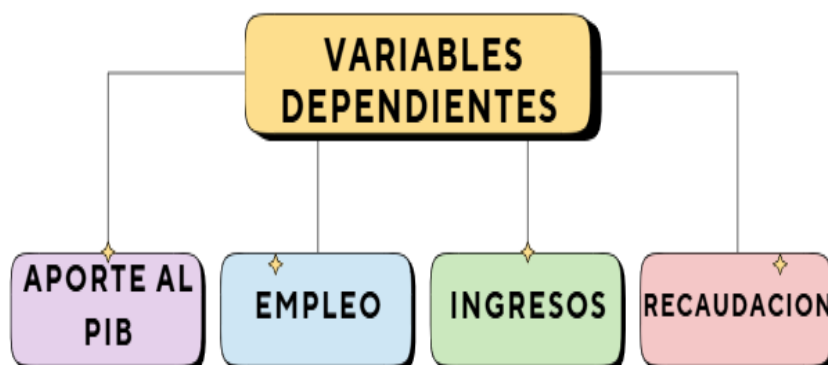 VARIABLES
DEPENDIENTES
APORTE AL
PIB
EMPLEO
INGRESOS
RECAUDACION